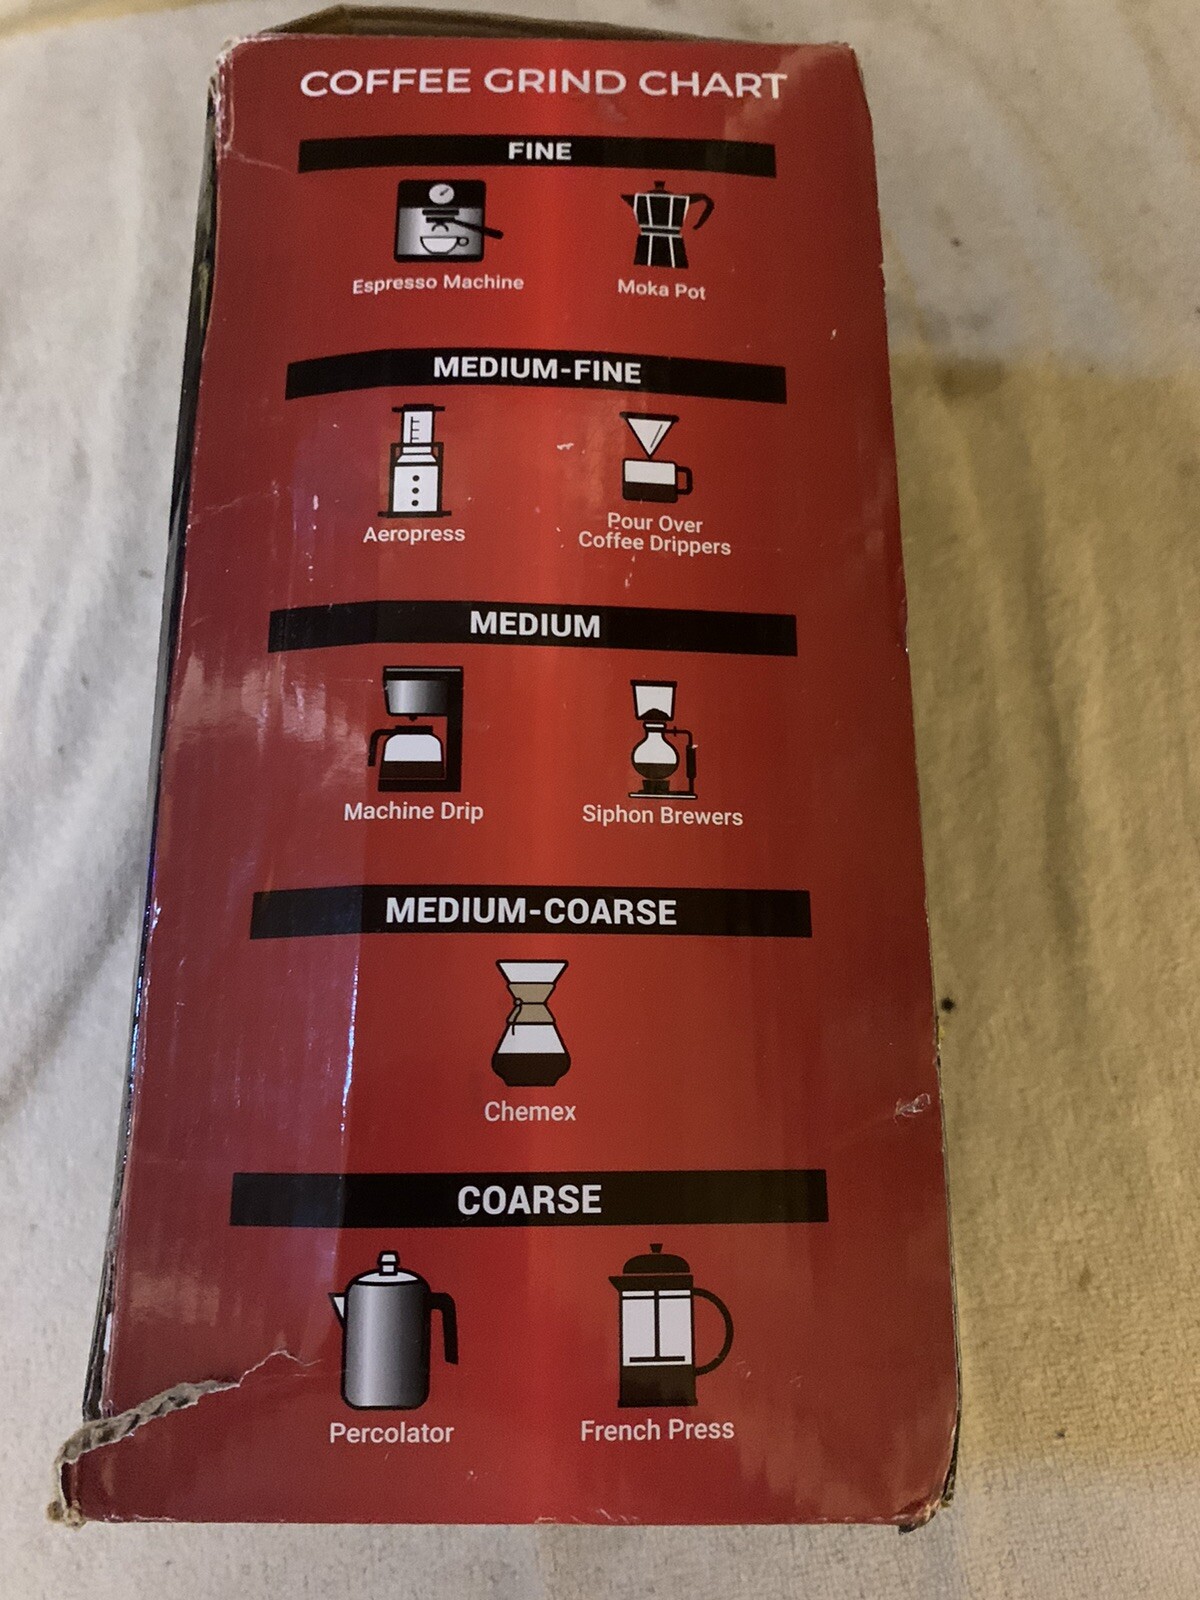 COFFEE GRIND CHART
FINE
Espresso Machine
Moka Pot
MEDIUM-FINE
Aeropress
Pour Over
Coffee Drippers
MEDIUM
Machine Drip
Siphon Brewers
MEDIUM-COARSE
Chemex
COARSE
Percolator
French Press